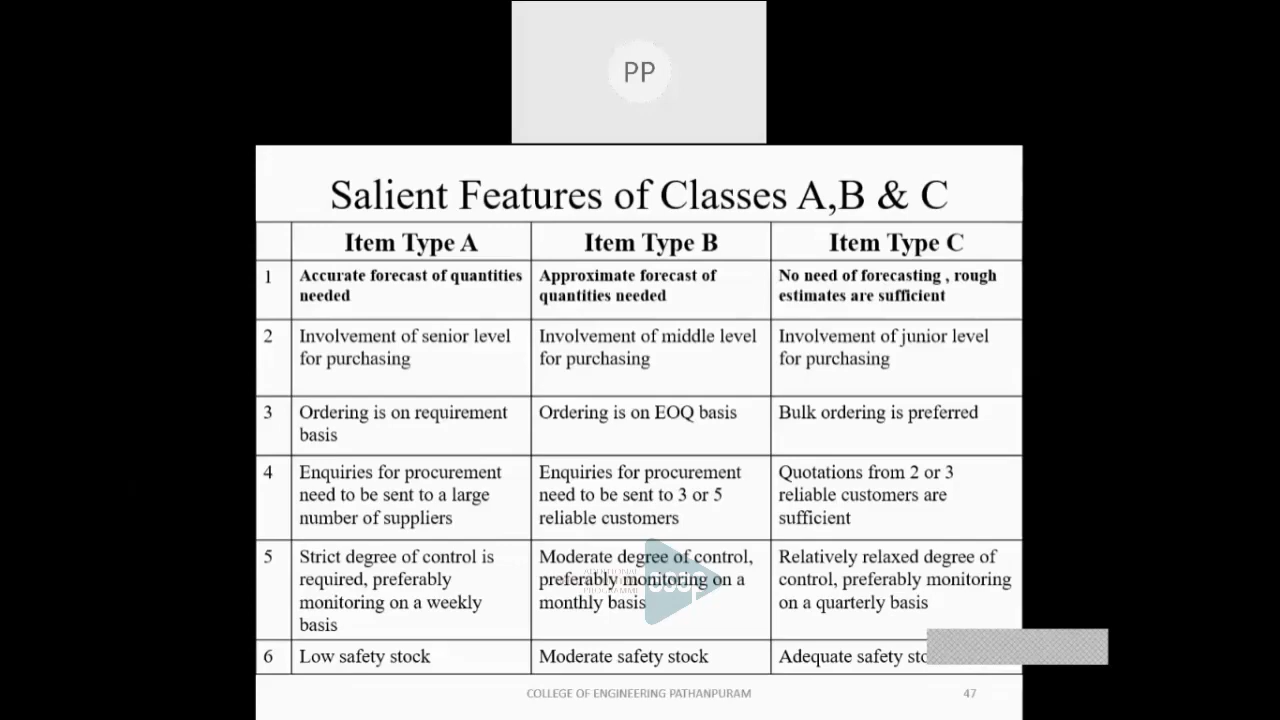 PP
Salient Features of Classes A,B & C
Item Type A
Item Type B
Item Type C
1
Accurate forecast of quantities
needed
Approximate forecast of
quantities needed
No need of forecasting , rough
estimates are sufficient
2
Involvement of senior level
for purchasing
Involvement of middle level
for purchasing
Involvement of junior level
for purchasing
3
Ordering is on requirement
basis
Ordering is on EOQ basis
Bulk ordering is preferred
4
Enquiries for procurement
need to be sent to a large
number of suppliers
Enquiries for procurement
need to be sent to 3 or 5
reliable customers
Quotations from 2 or 3
reliable customers are
sufficient
5
Strict degree of control is
required, preferably
monitoring on a weekly
basis
Moderate degree of control,
preferably monitoring on a
monthly basis
Relatively relaxed degree of
control, preferably monitoring
on a quarterly basis
6
Low safety stock
Moderate safety stock
Adequate safety
COLLEGE OF ENGINEERING PATHANPURAM
47